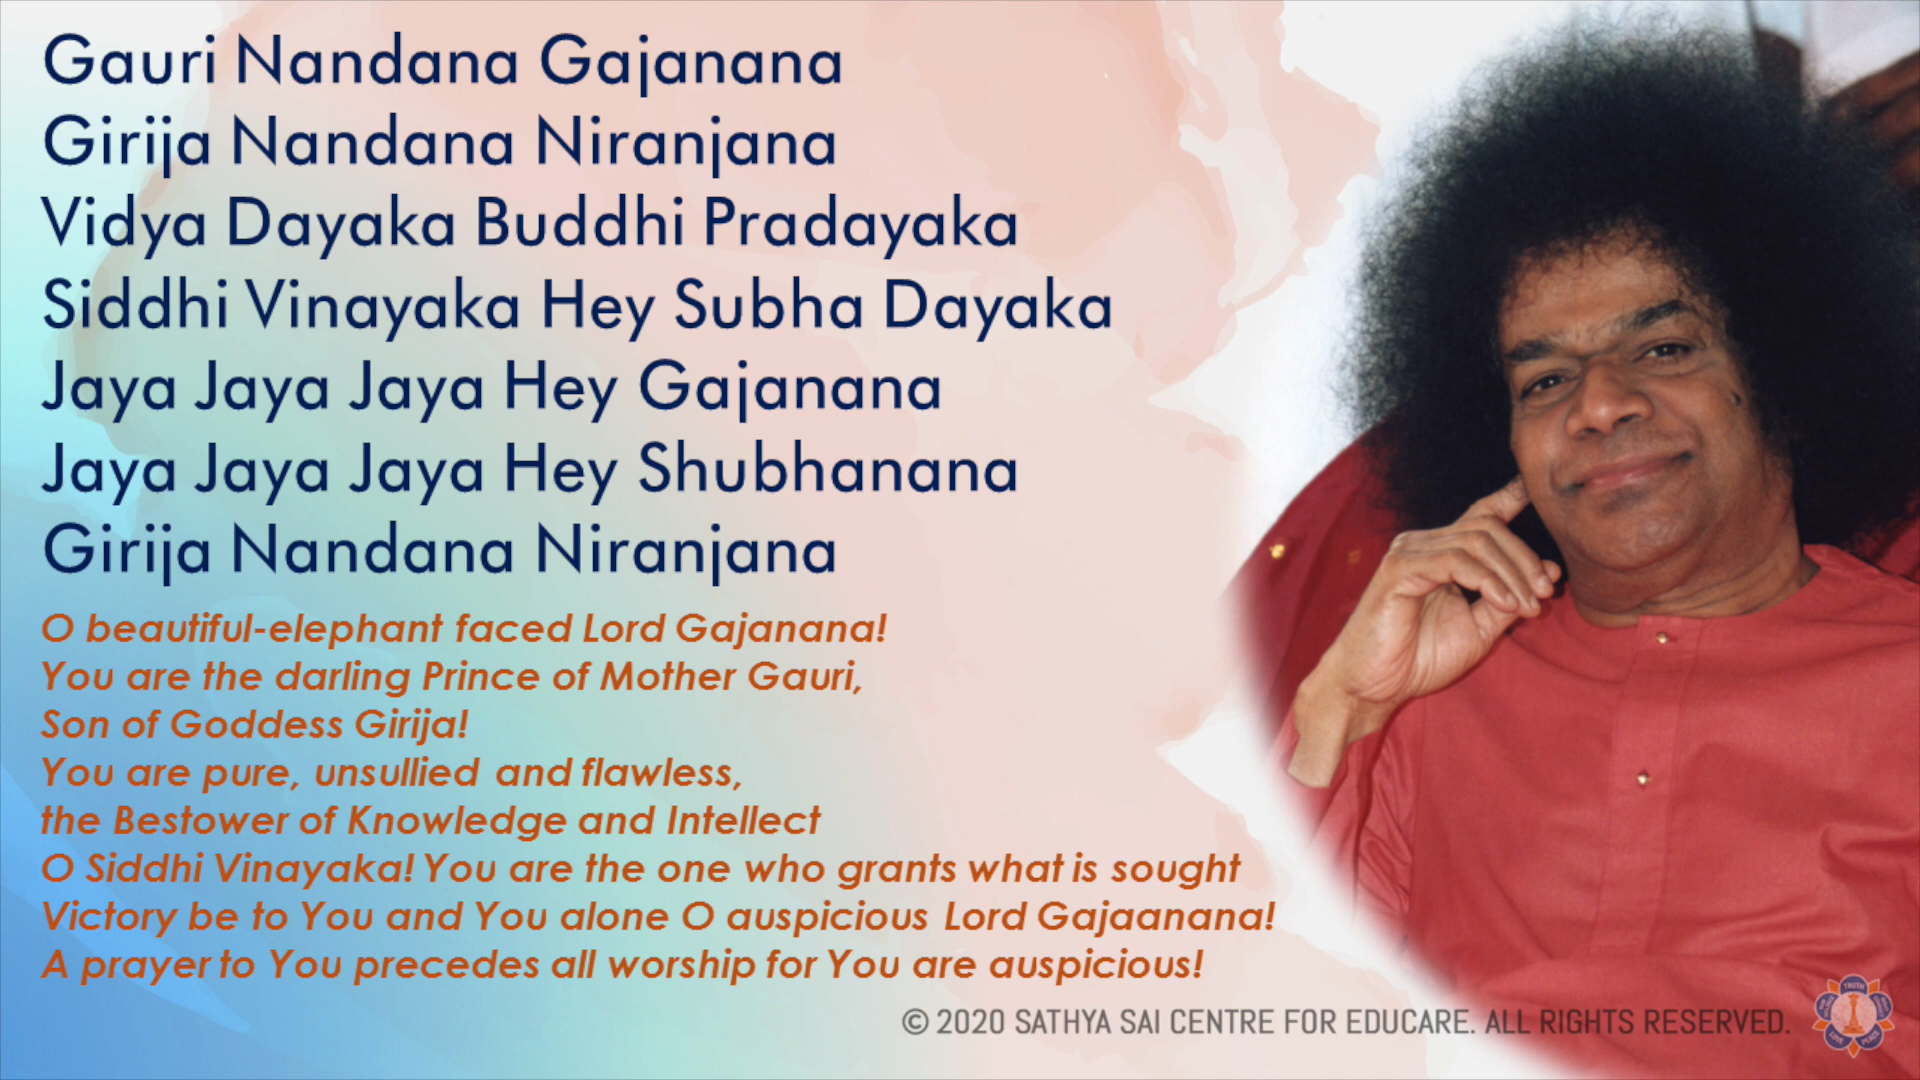 Gauri Nandana Gajanana
Girija Nandana Niranjana
Vidya Dayaka Buddhi Pradayaka
Siddhi Vinayaka Hey Subha Dayaka
Jaya Jaya Jaya Hey Gajanana
Jaya Jaya Jaya Hey Shubhanana
Girija Nandana Niranjana
O beautiful-elephant faced Lord Gajanana!
You are the darling Prince of Mother Gauri,
Son of Goddess Girija!
You are pure, unsullied and flawless,
the Bestower of Knowledge and Intellect
O Siddhi Vinayaka! You are the one who grants what is sought
Victory be to You and You alone O auspicious Lord Gajaanana!
A prayer to You precedes all worship for You are auspicious!
© 2020 SATHYA SAI CENTRE FOR EDUCARE. ALL RIGHTS RESERVED.
TRUTH
LOVE
PEACE